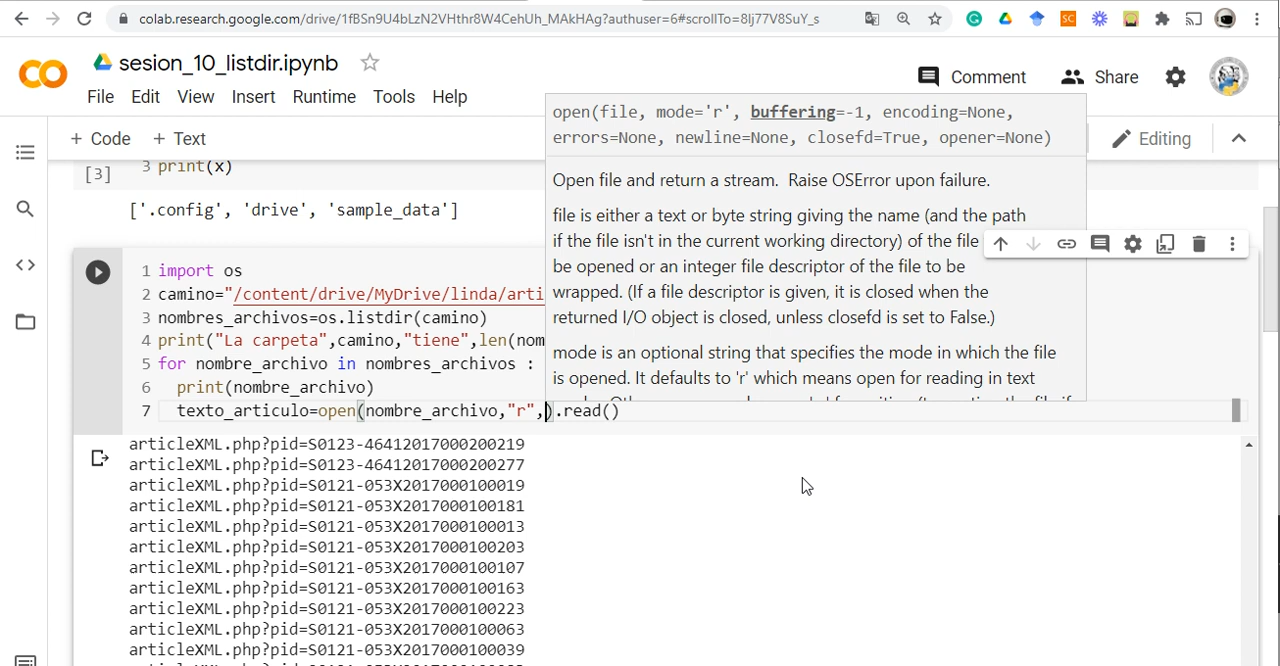 colab.research.google.com/drive/1fBSn9U4bLzN2VHthr8W4CehUh_MAkHAg?authuser=6#scrollTo=8Ij77V8SuY_s
SC
CO
sesion_10_listdir.ipynb
Comment
Share
File Edit View Insert Runtime Tools Help
+ Code + Text
Editing
open(file, mode='r', buffering=-1, encoding=None,
errors=None, newline=None, closefd=True, opener=None)
Open file and return a stream. Raise OSError upon failure.
file is either a text or byte string giving the name (and the path
if the file isn't in the current working directory) of the file
be opened or an integer file descriptor of the file to be
wrapped. (If a file descriptor is given, it is closed when the
returned I/O object is closed, unless closefd is set to False.)
mode is an optional string that specifies the mode in which the file
is opened. It defaults to 'r' which means open for reading in text
[3]
3 print(x)
['.config', 'drive', 'sample_data']
1 import os
2 camino="/content/drive/MyDrive/linda/arti
3 nombres_archivos=os.listdir(camino)
4 print("La carpeta",camino,"tiene",len(nom
5 for nombre_archivo in nombres_archivos :
6 print(nombre_archivo)
7 texto_articulo=open(nombre_archivo,"r",).read()
articleXML.php?pid=S0123-46412017000200219
articleXML.php?pid=S0123-46412017000200277
articleXML.php?pid=S0121-053X2017000100019
articleXML.php?pid=S0121-053X2017000100181
articleXML.php?pid=S0121-053X2017000100013
articleXML.php?pid=S0121-053X2017000100203
articleXML.php?pid=S0121-053X2017000100107
articleXML.php?pid=S0121-053X2017000100163
articleXML.php?pid=S0121-053X2017000100223
articleXML.php?pid=S0121-053X2017000100063
articleXML.php?pid=S0121-053X2017000100039